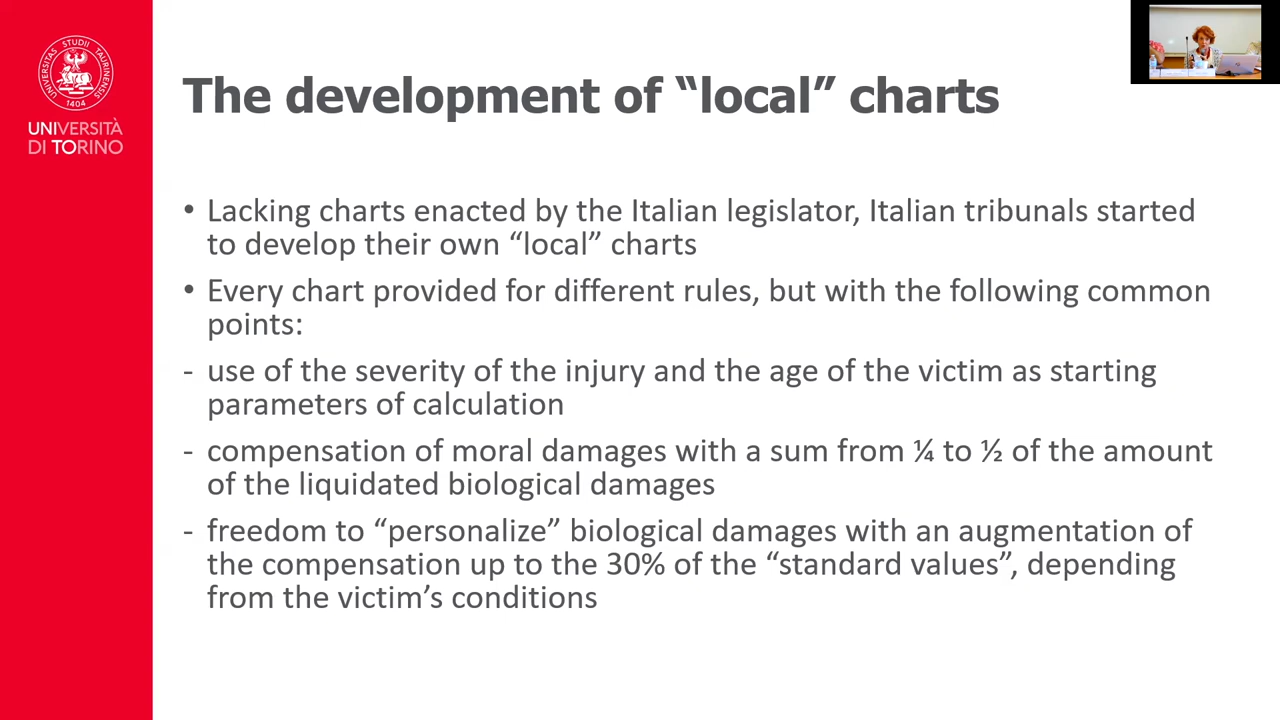 The development of “local” charts
UNIVERSITAS STUDII TAURINENSIS
1404
UNIVERSITÀ
DI TORINO
• Lacking charts enacted by the Italian legislator, Italian tribunals started
to develop their own “local” charts
• Every chart provided for different rules, but with the following common
points:
- use of the severity of the injury and the age of the victim as starting
parameters of calculation
- compensation of moral damages with a sum from ¼ to ½ of the amount
of the liquidated biological damages
- freedom to “personalize” biological damages with an augmentation of
the compensation up to the 30% of the “standard values”, depending
from the victim’s conditions